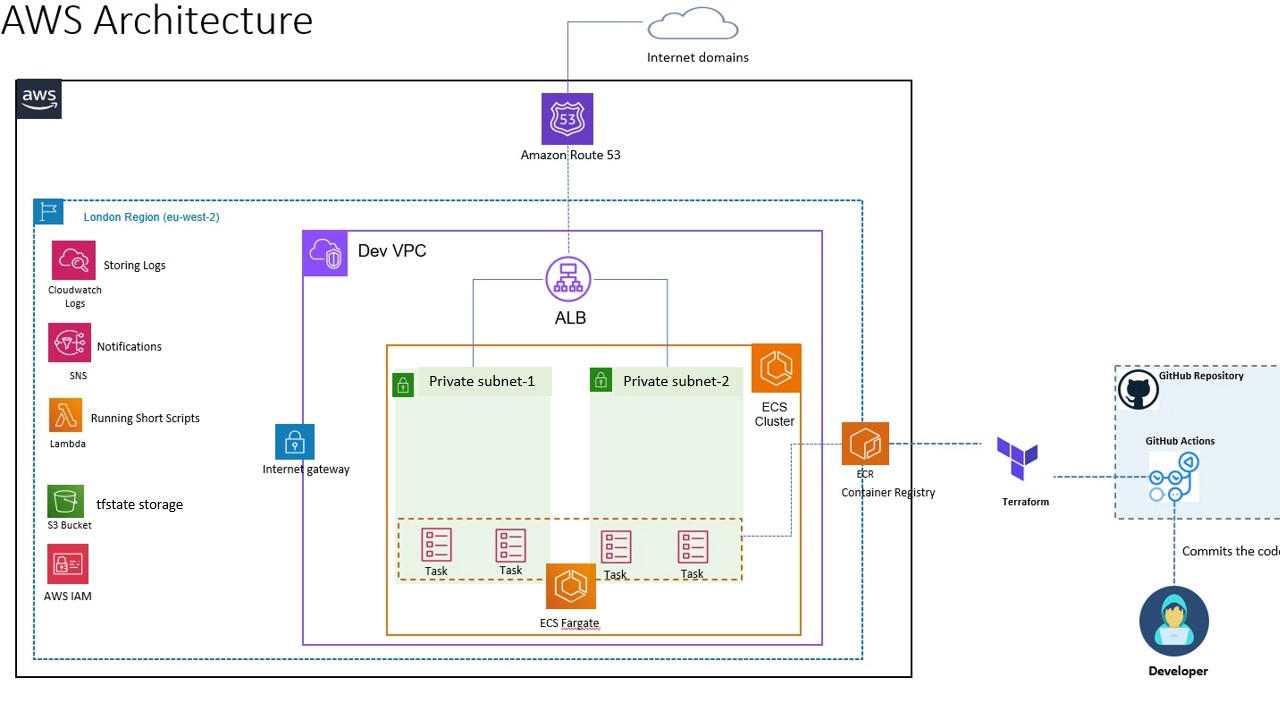 AWS Architecture
Internet domains
aws
53
Amazon Route 53
London Region (eu-west-2)
Storing Logs
Cloudwatch
Logs
Notifications
SNS
Running Short Scripts
Lambda
tfstate storage
S3 Bucket
AWS IAM
Dev VPC
ALB
Private subnet-1
Private subnet-2
ECS
Cluster
Internet gateway
Task
Task
Task
Task
ECS Fargate
ECR
Container Registry
Terraform
GitHub Repository
GitHub Actions
Commits the code
Developer